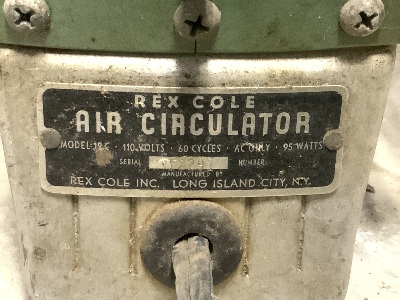 REX COLE
AIR CIRCULATOR
MODEL 12C · 110 VOLTS · 60 CYCLES · AC ONLY · 95 WATTS
SERIAL NUMBER
MANUFACTURED BY
REX COLE INC. LONG ISLAND CITY, N.Y.